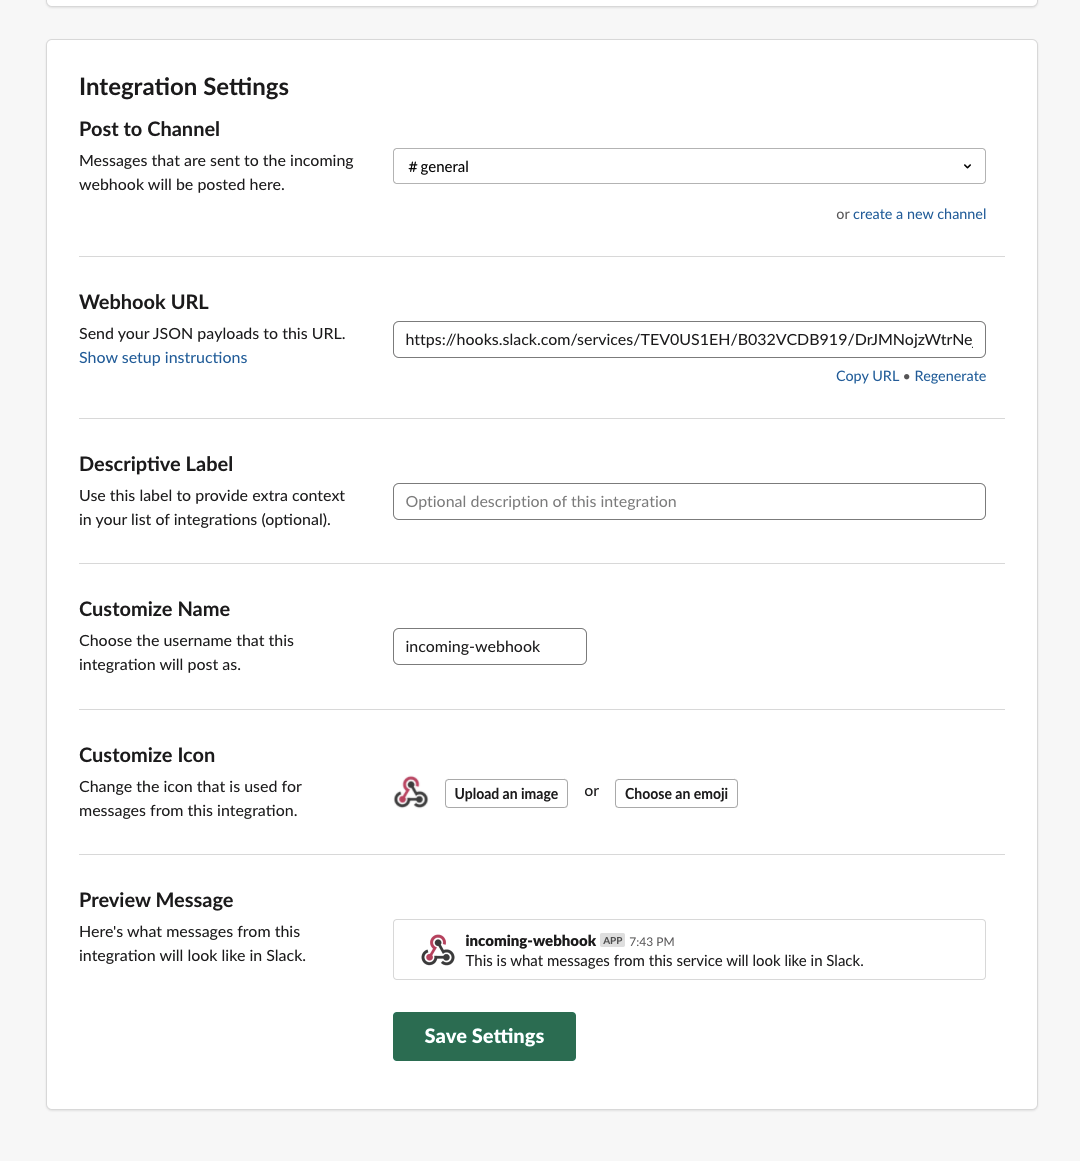 Integration Settings
Post to Channel
Messages that are sent to the incoming
webhook will be posted here.
# general
or create a new channel
Webhook URL
Send your JSON payloads to this URL.
Show setup instructions
https://hooks.slack.com/services/TEV0US1EH/B032VCDB919/DrJMNojzWtrNe
Copy URL • Regenerate
Descriptive Label
Use this label to provide extra context
in your list of integrations (optional).
Optional description of this integration
Customize Name
Choose the username that this
integration will post as.
incoming-webhook
Customize Icon
Change the icon that is used for
messages from this integration.
Upload an image or Choose an emoji
Preview Message
Here's what messages from this
integration will look like in Slack.
incoming-webhook APP 7:43 PM
This is what messages from this service will look like in Slack.
Save Settings